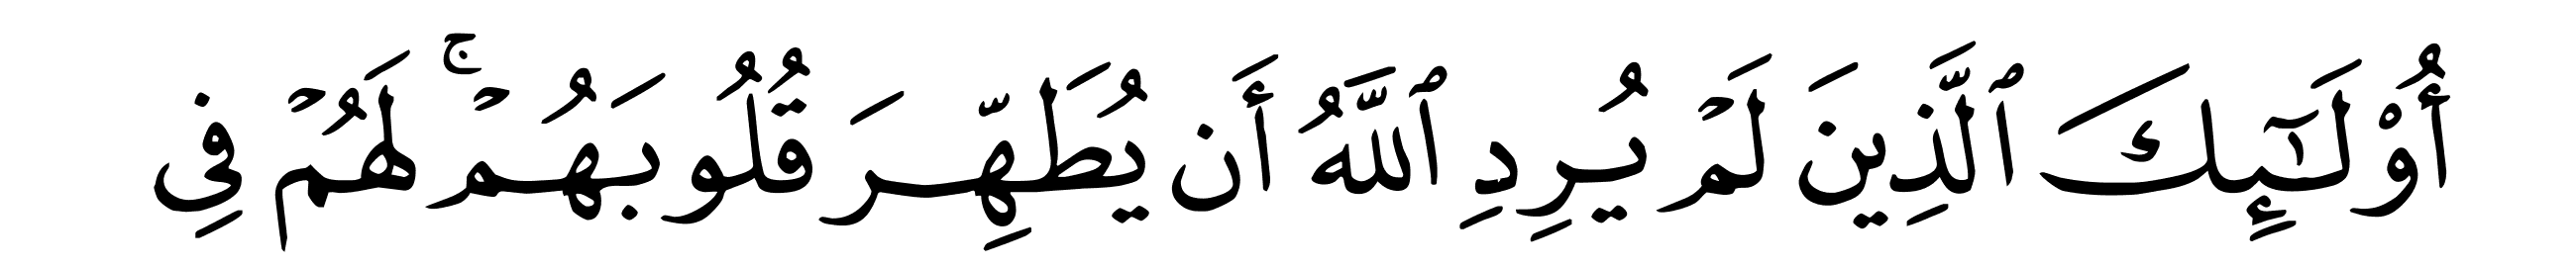 أُو۟لَـٰٓئِكَ ٱلَّذِينَ لَمۡ يُرِدِ ٱللَّهُ أَن يُطَهِّرَ قُلُوبَهُمۡۚ لَهُمۡ فِی